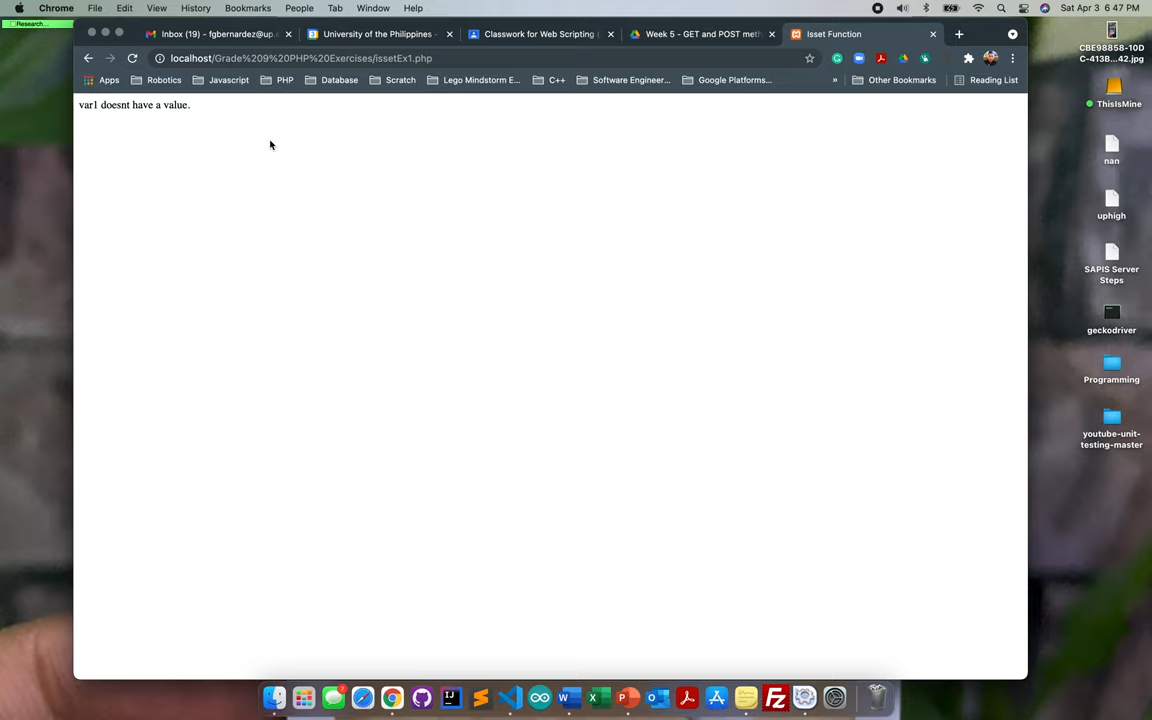 Chrome File Edit View History Bookmarks People Tab Window Help Sat Apr 3 6:47 PM
Research...
Inbox (19) - fgbernardez@up.e
University of the Philippines -
Classwork for Web Scripting (
Week 5 - GET and POST meth
Isset Function
localhost/Grade%209%20PHP%20Exercises/issetEx1.php
Apps Robotics Javascript PHP Database Scratch Lego Mindstorm E... C++ Software Engineer... Google Platforms... » Other Bookmarks Reading List
var1 doesnt have a value.
CBE98858-10D
C-413B...42.jpg
ThisIsMine
nan
uphigh
SAPIS Server
Steps
geckodriver
Programming
youtube-unit-
testing-master